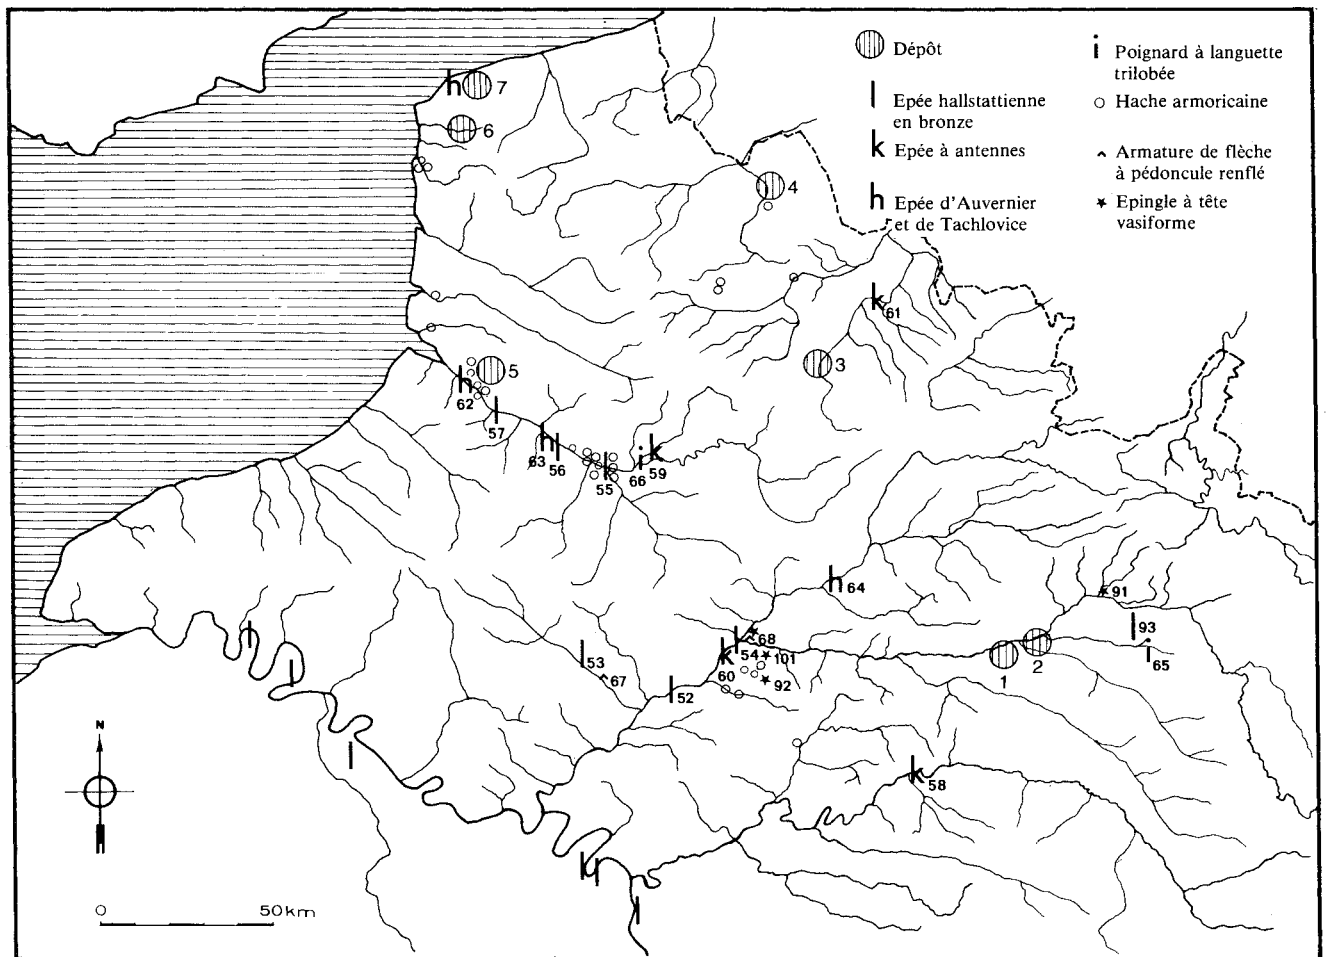 Dépôt
Epée hallstattienne
en bronze
Epée à antennes
Epée d'Auvernier
et de Tachlovice
Poignard à languette
trilobée
Hache armoricaine
Armature de flèche
à pédoncule renflé
Epingle à tête
vasiforme
7
6
4
61
3
5
62
57
63
56
55
66
59
64
91
93
65
68
54
101
60
92
53
67
52
1
2
58
N
50km